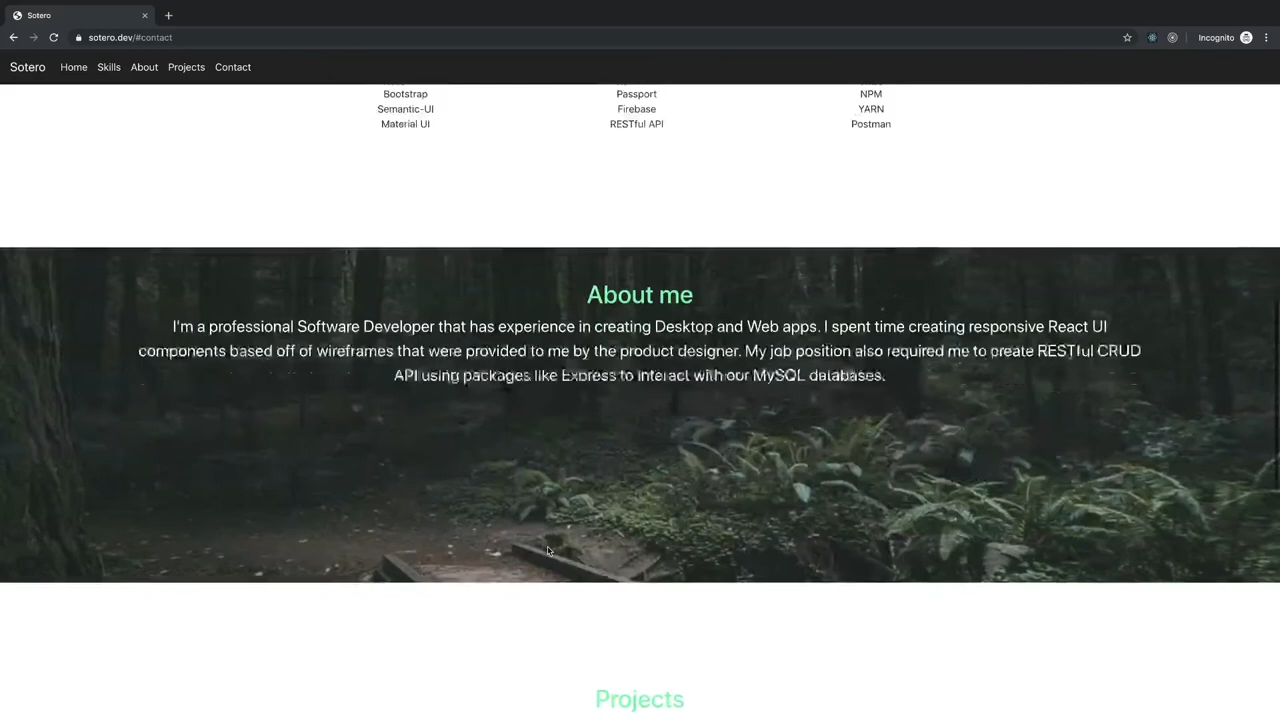 Sotero
sotero.dev/#contact
Incognito
Sotero Home Skills About Projects Contact
Bootstrap Passport NPM
Semantic-UI Firebase YARN
Material UI RESTful API Postman
About me
I'm a professional Software Developer that has experience in creating Desktop and Web apps. I spent time creating responsive React UI
components based off of wireframes that were provided to me by the product designer. My job position also required me to create RESTful CRUD
API using packages like Express to interact with our MySQL databases.
Projects